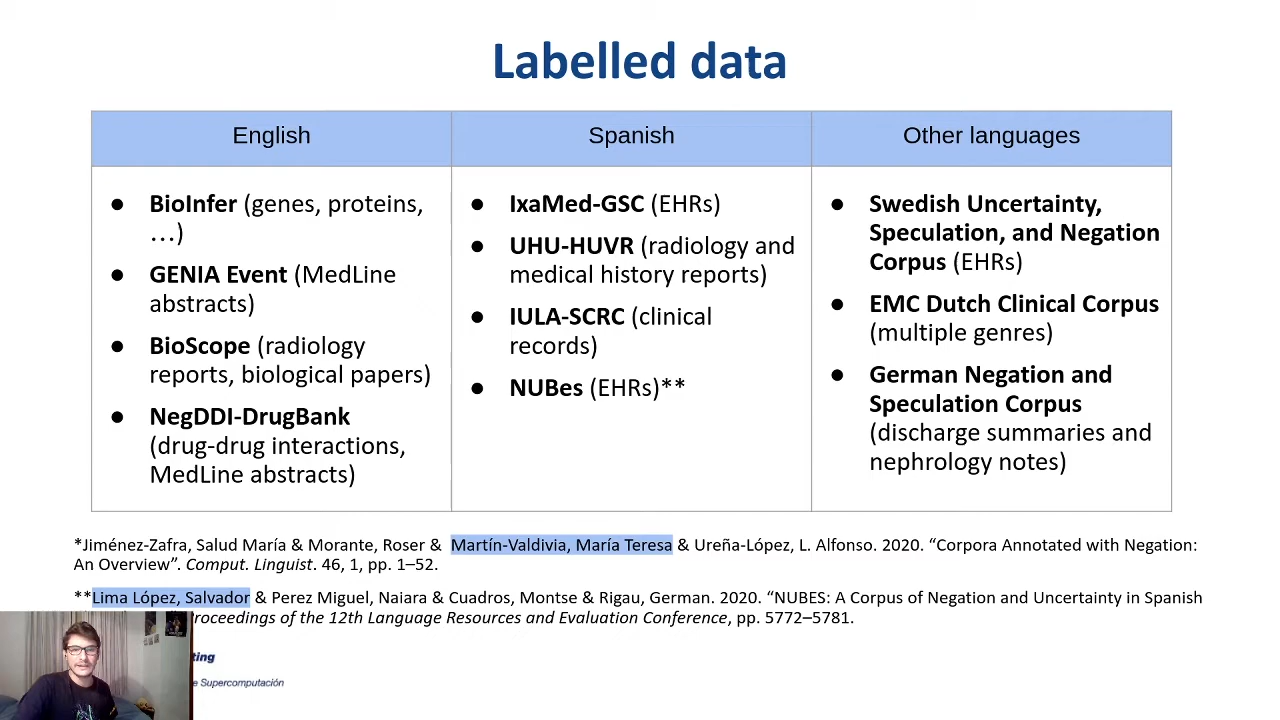 Labelled data
English
Spanish
Other languages
● BioInfer (genes, proteins,
…)
● GENIA Event (MedLine
abstracts)
● BioScope (radiology
reports, biological papers)
● NegDDI-DrugBank
(drug-drug interactions,
MedLine abstracts)
● IxaMed-GSC (EHRs)
● UHU-HUVR (radiology and
medical history reports)
● IULA-SCRC (clinical
records)
● NUBes (EHRs)**
● Swedish Uncertainty,
Speculation, and Negation
Corpus (EHRs)
● EMC Dutch Clinical Corpus
(multiple genres)
● German Negation and
Speculation Corpus
(discharge summaries and
nephrology notes)
*Jiménez-Zafra, Salud María & Morante, Roser & Martín-Valdivia, María Teresa & Ureña-López, L. Alfonso. 2020. “Corpora Annotated with Negation:
An Overview”. Comput. Linguist. 46, 1, pp. 1–52.
**Lima López, Salvador & Perez Miguel, Naiara & Cuadros, Montse & Rigau, German. 2020. “NUBES: A Corpus of Negation and Uncertainty in Spanish
roceedings of the 12th Language Resources and Evaluation Conference, pp. 5772–5781.
ting
e Supercomputación